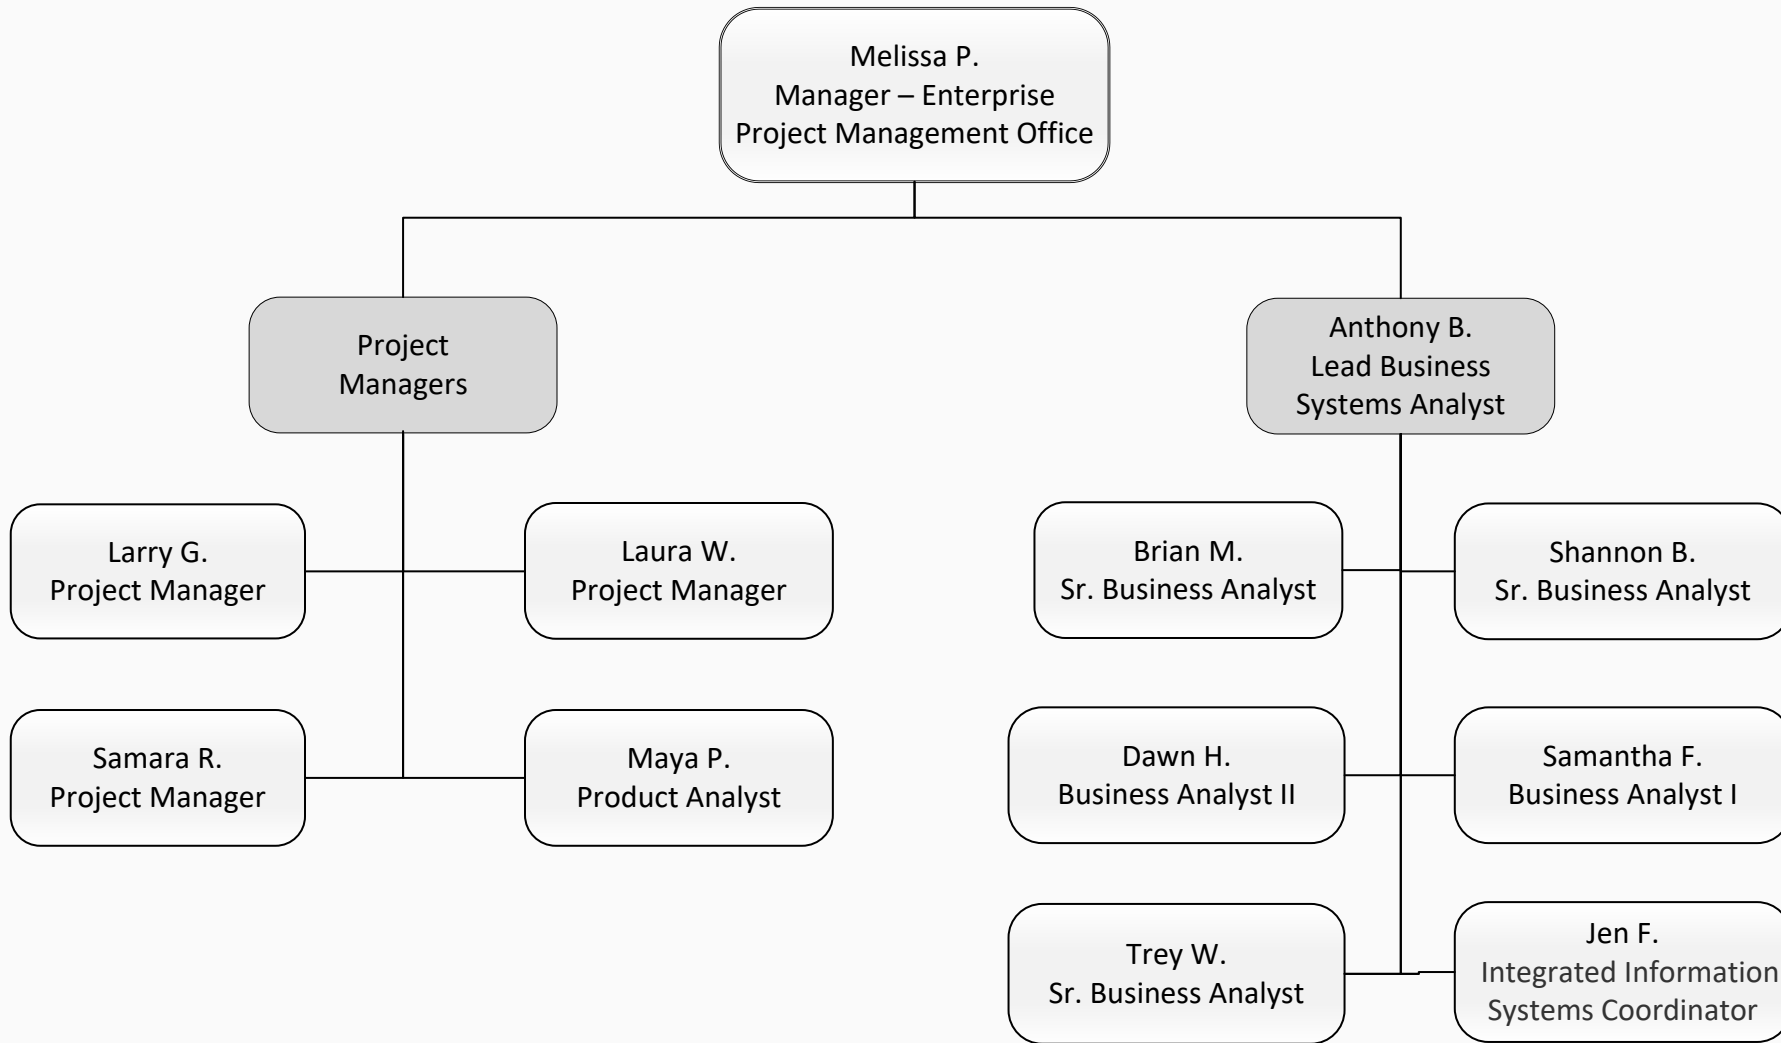 Melissa P.
Manager – Enterprise
Project Management Office
Project
Managers
Anthony B.
Lead Business
Systems Analyst
Larry G.
Project Manager
Laura W.
Project Manager
Brian M.
Sr. Business Analyst
Shannon B.
Sr. Business Analyst
Samara R.
Project Manager
Maya P.
Product Analyst
Dawn H.
Business Analyst II
Samantha F.
Business Analyst I
Trey W.
Sr. Business Analyst
Jen F.
Integrated Information
Systems Coordinator